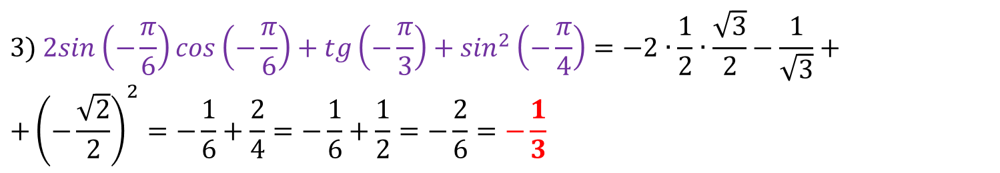 3) 2sin(−π/6)cos(−π/6) + tg(−π/3) + sin²(−π/4) = −2 · 1/2 · √3/2 − 1/√3 +
+ (−√2/2)² = −1/6 + 2/4 = −1/6 + 1/2 = −2/6 = −1/3